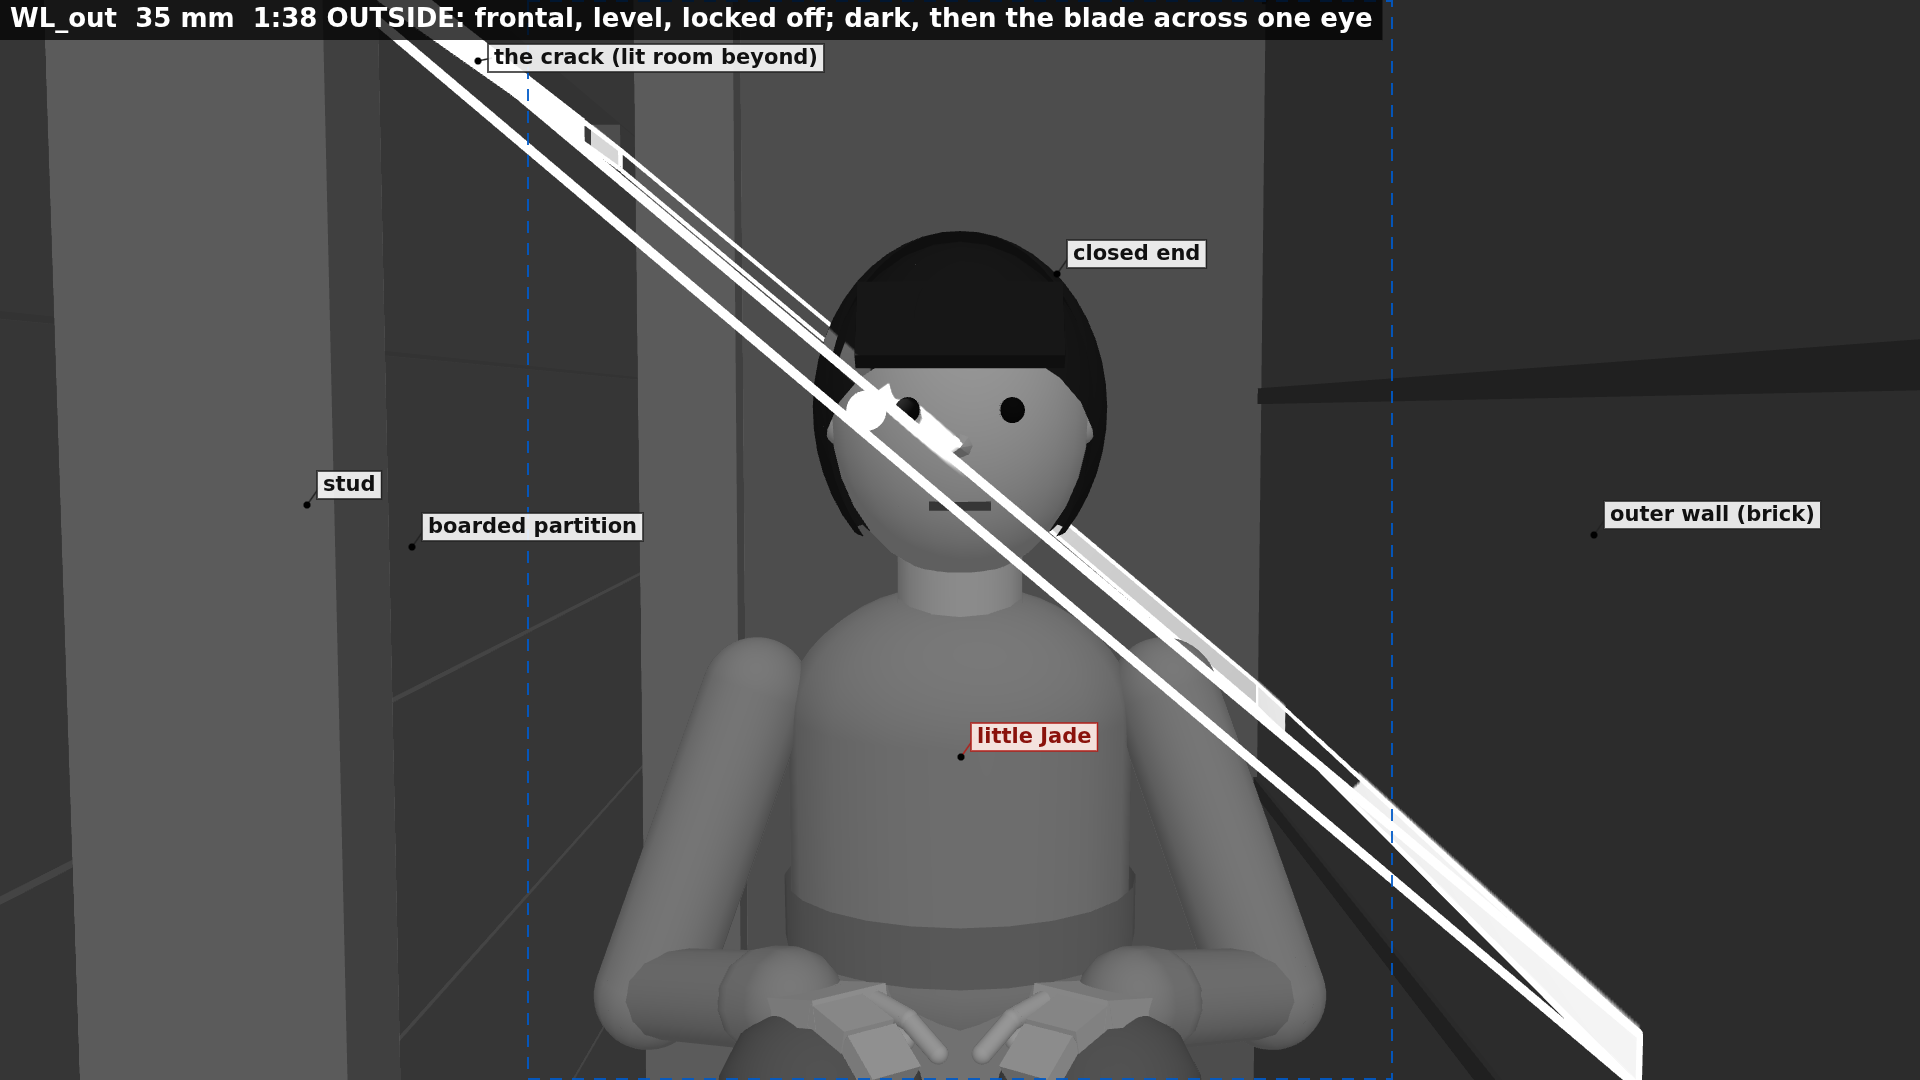 WL_out 35 mm 1:38 OUTSIDE: frontal, level, locked off; dark, then the blade across one eye
the crack (lit room beyond)
closed end
stud
boarded partition
outer wall (brick)
little Jade